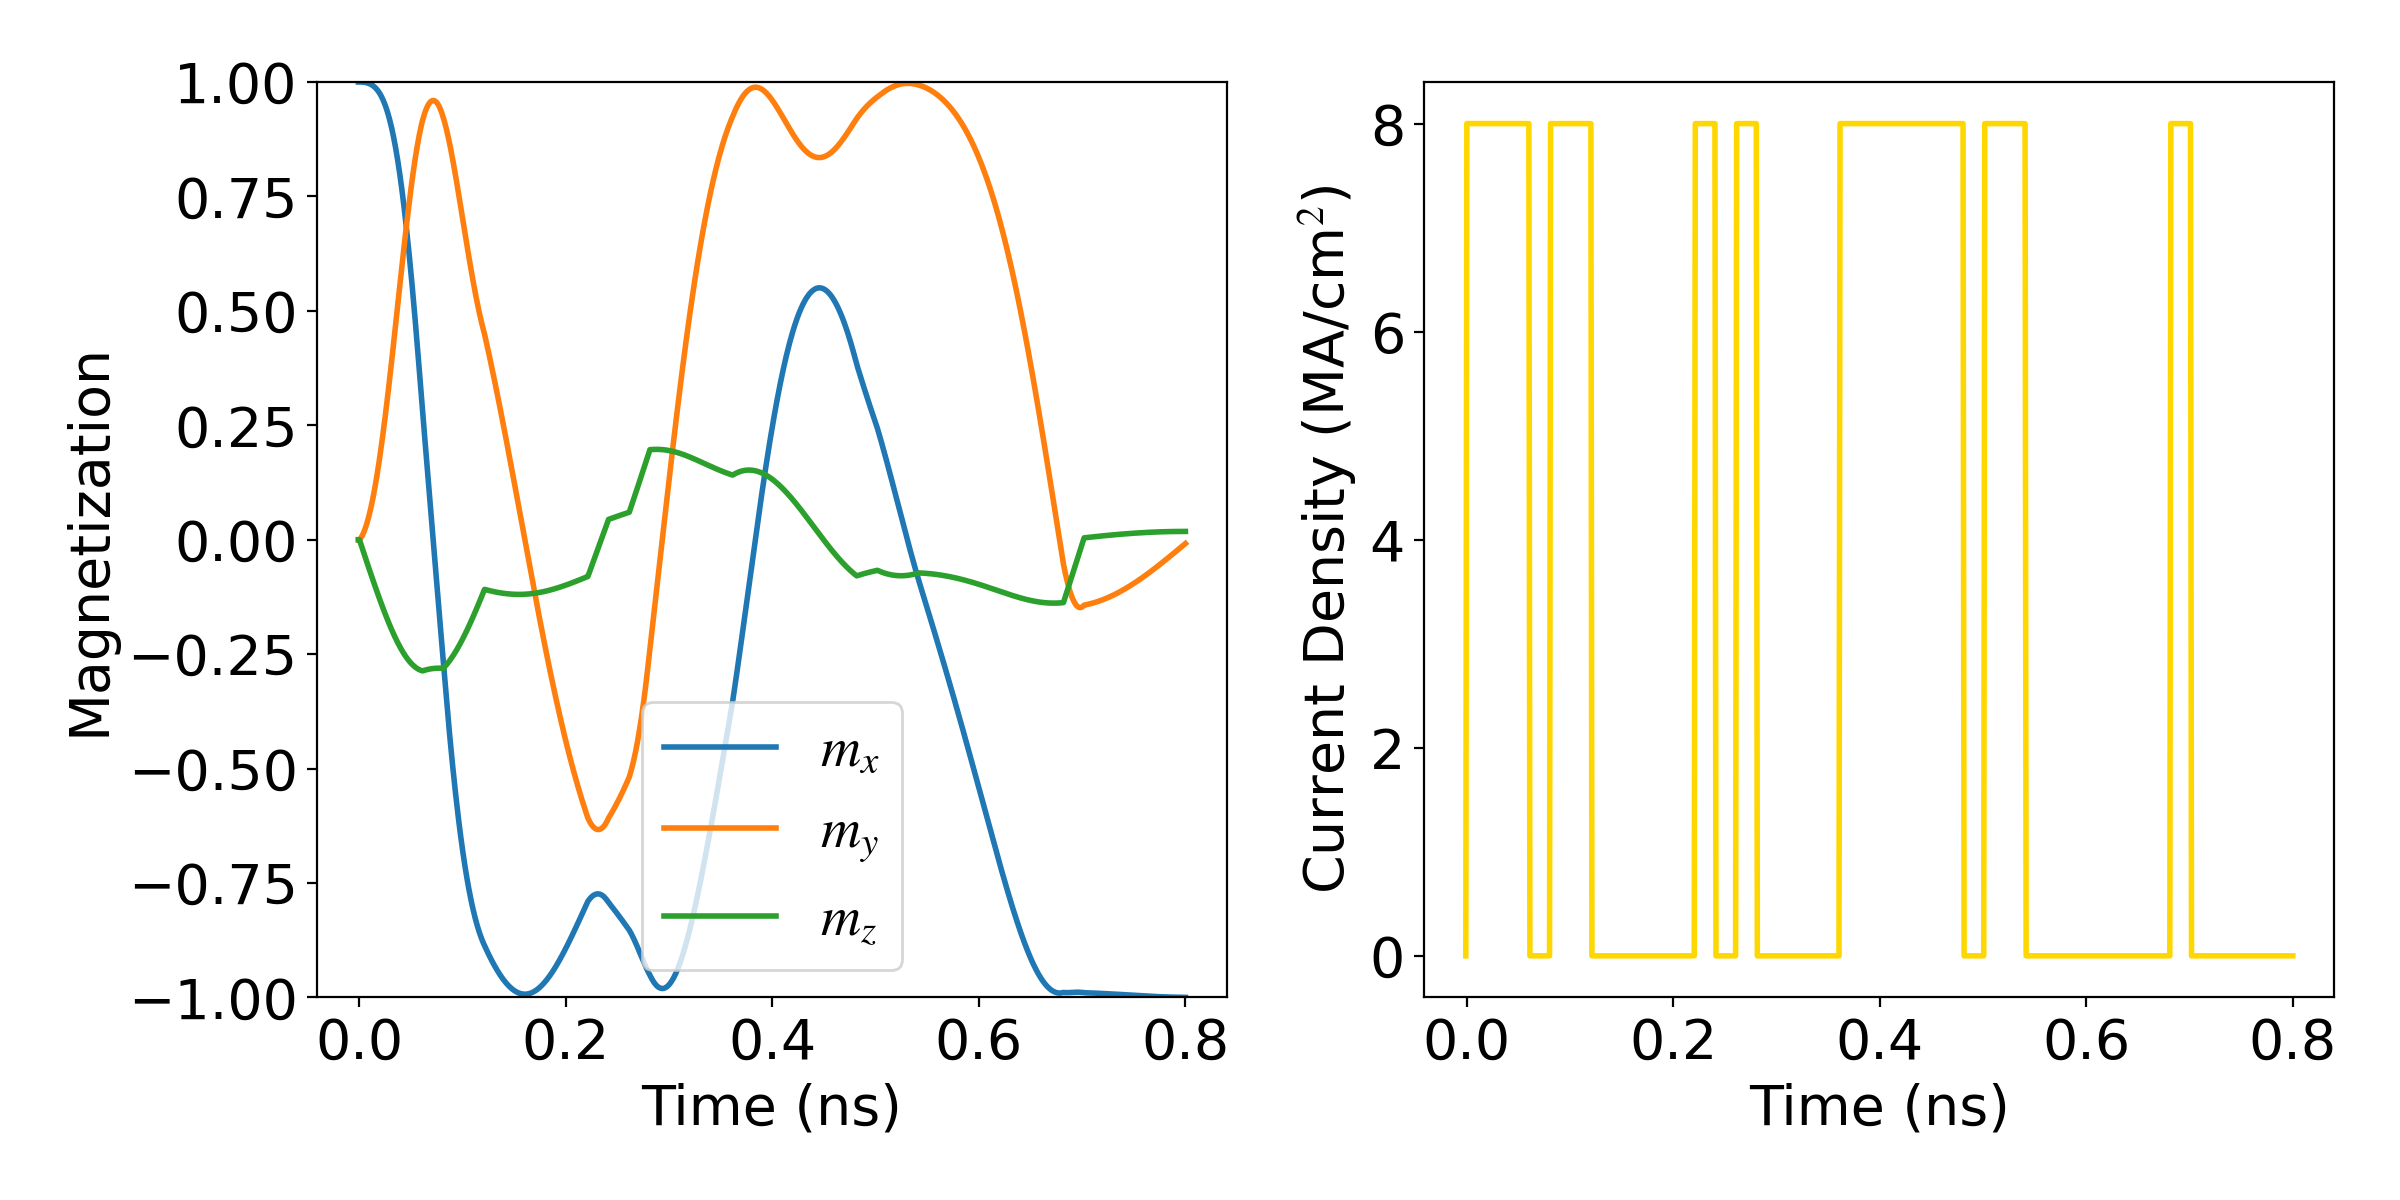 1.00
0.75
0.50
0.25
0.00
−0.25
−0.50
−0.75
−1.00
Magnetization
0.0 0.2 0.4 0.6 0.8
Time (ns)
m_x
m_y
m_z
8
6
4
2
0
Current Density (MA/cm²)
0.0 0.2 0.4 0.6 0.8
Time (ns)